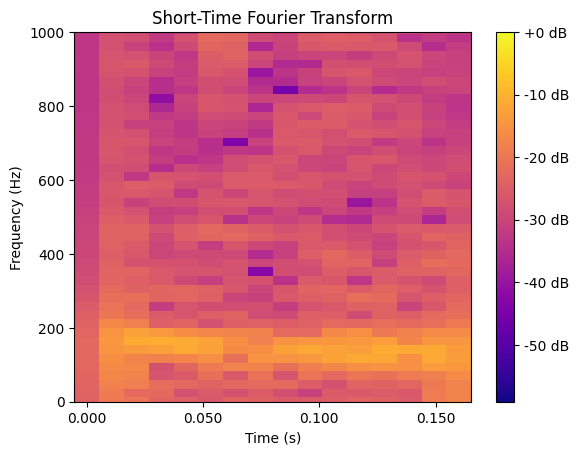 Short-Time Fourier Transform
1000
800
600
400
200
0
Frequency (Hz)
0.000
0.050
0.100
0.150
Time (s)
+0 dB
-10 dB
-20 dB
-30 dB
-40 dB
-50 dB